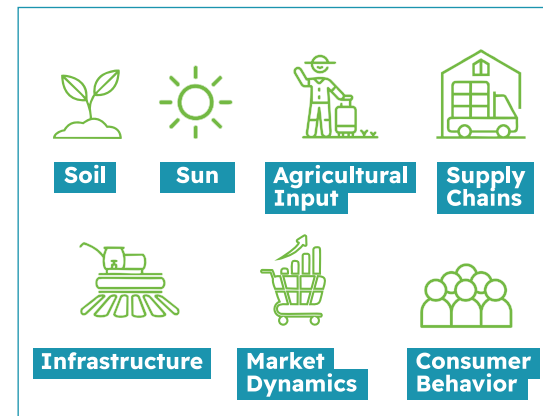 Soil
Sun
Agricultural
Input
Supply
Chains
Infrastructure
Market
Dynamics
Consumer
Behavior